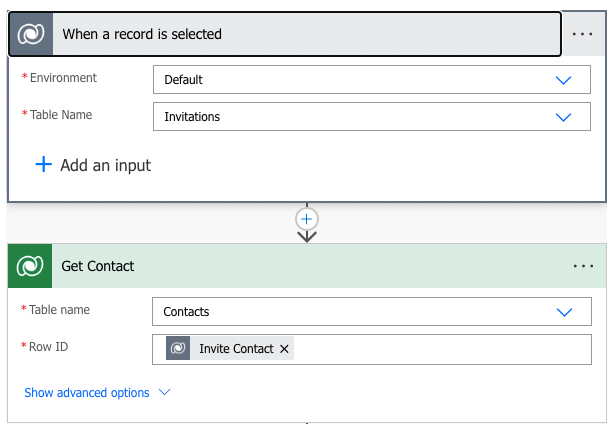 When a record is selected
* Environment Default
* Table Name Invitations
+ Add an input
Get Contact
* Table name Contacts
* Row ID Invite Contact ×
Show advanced options